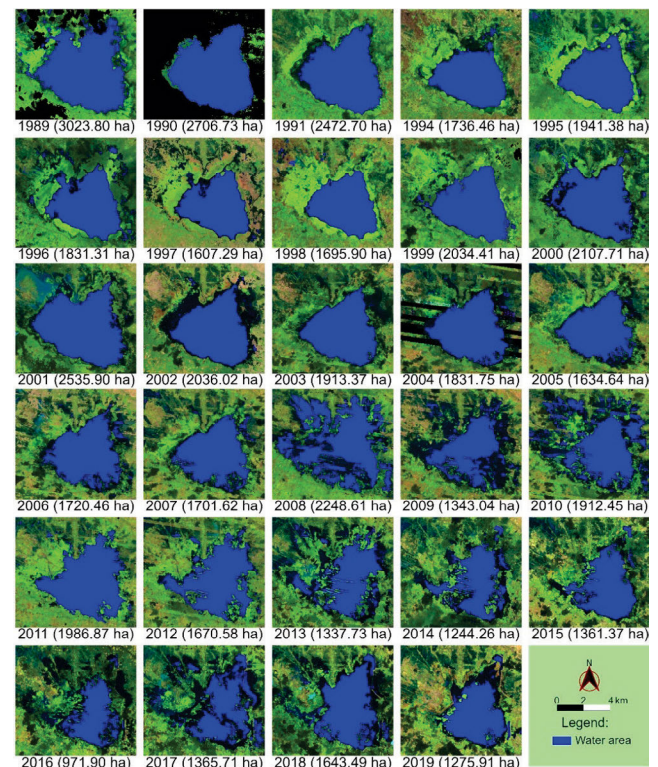 1989 (3023.80 ha) 1990 (2706.73 ha) 1991 (2472.70 ha) 1994 (1736.46 ha) 1995 (1941.38 ha)
1996 (1831.31 ha) 1997 (1607.29 ha) 1998 (1695.90 ha) 1999 (2034.41 ha) 2000 (2107.71 ha)
2001 (2535.90 ha) 2002 (2036.02 ha) 2003 (1913.37 ha) 2004 (1831.75 ha) 2005 (1634.64 ha)
2006 (1720.46 ha) 2007 (1701.62 ha) 2008 (2248.61 ha) 2009 (1343.04 ha) 2010 (1912.45 ha)
2011 (1986.87 ha) 2012 (1670.58 ha) 2013 (1337.73 ha) 2014 (1244.26 ha) 2015 (1361.37 ha)
N
0 2 4 km
Legend:
Water area
2016 (971.90 ha) 2017 (1365.71 ha) 2018 (1643.49 ha) 2019 (1275.91 ha)